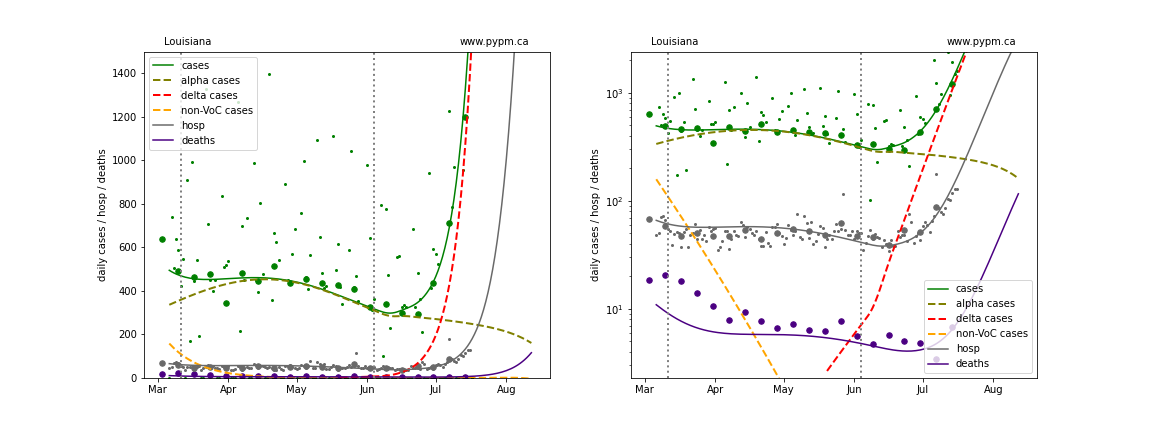 Louisiana
www.pypm.ca
daily cases / hosp / deaths
1400
1200
1000
800
600
400
200
0
Mar
Apr
May
Jun
Jul
Aug
cases
alpha cases
delta cases
non-VoC cases
hosp
deaths
Louisiana
www.pypm.ca
daily cases / hosp / deaths
10³
10²
10¹
Mar
Apr
May
Jun
Jul
Aug
cases
alpha cases
delta cases
non-VoC cases
hosp
deaths